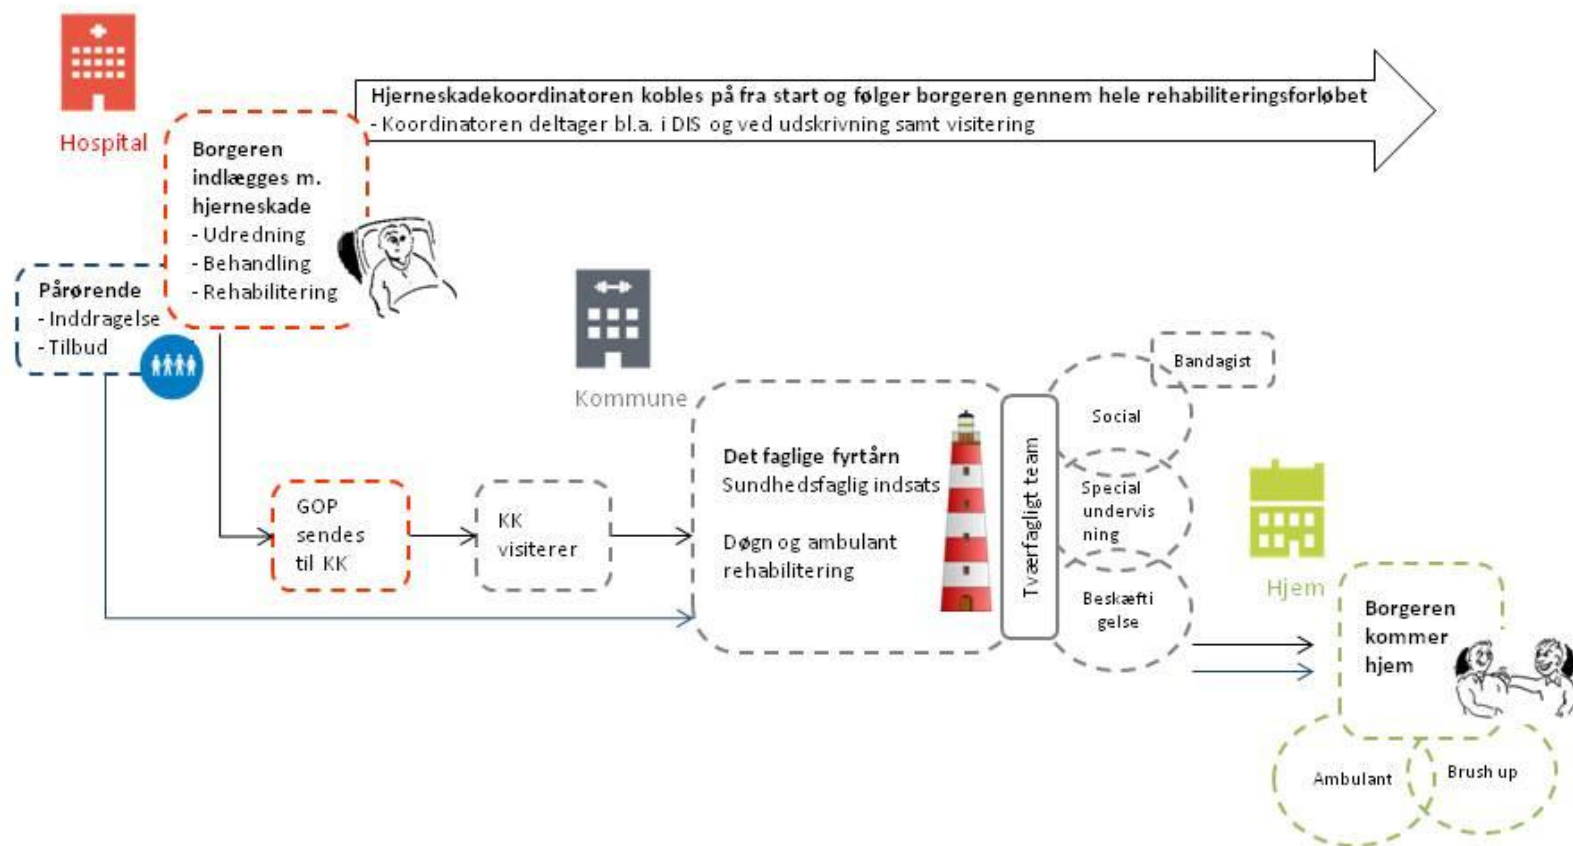 Hospital
Hjerneskadekoordinatoren kobles på fra start og følger borgeren gennem hele rehabiliteringsforløbet
- Koordinatoren deltager bl.a. i DIS og ved udskrivning samt visitering
Borgeren
indlægges m.
hjerneskade
- Udredning
- Behandling
- Rehabilitering
Pårørende
- Inddragelse
- Tilbud
Kommune
GOP
sendes
til KK
KK
visiterer
Det faglige fyrtårn
Sundhedsfaglig indsats
Døgn og ambulant
rehabilitering
Tværfagligt team
Bandagist
Social
Special
undervis
ning
Beskæfti
gelse
Hjem
Borgeren
kommer
hjem
Ambulant
Brush up